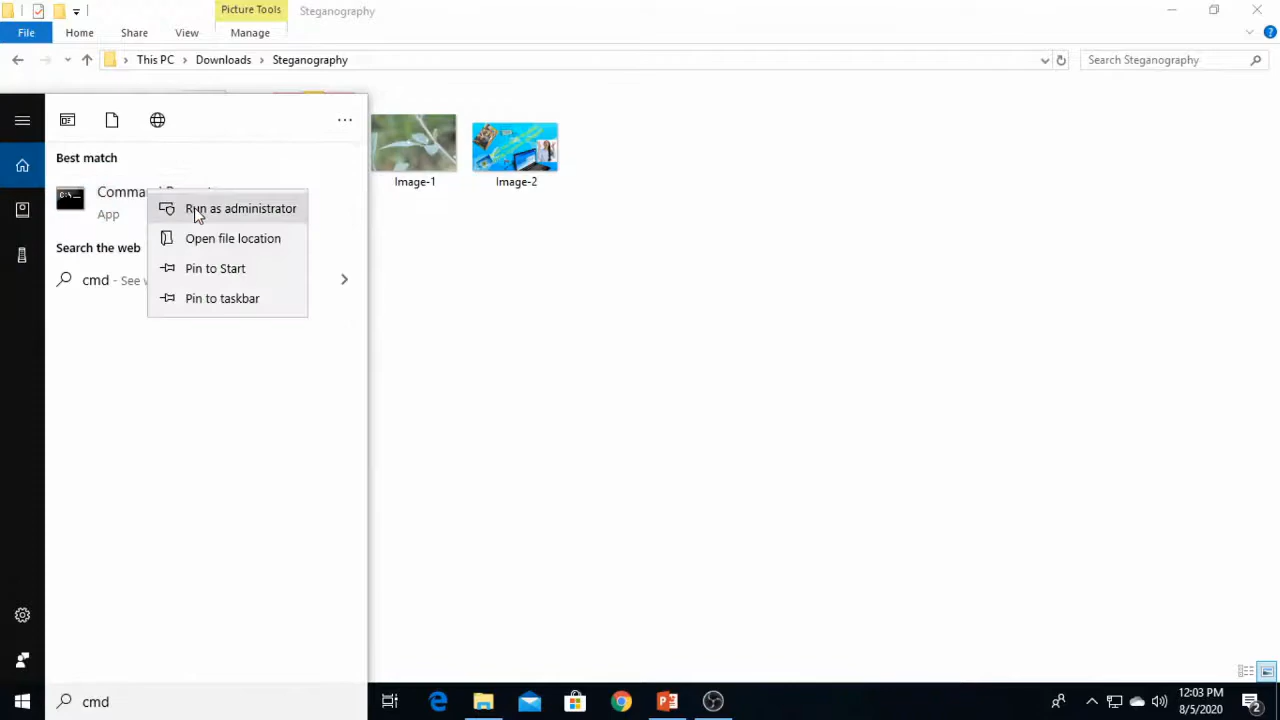 Picture Tools
Steganography
File
Home
Share
View
Manage
This PC
Downloads
Steganography
Search Steganography
Best match
App
Run as administrator
Open file location
Search the web
cmd
- See
Pin to Start
Pin to taskbar
Image-1
Image-2
cmd
12:03 PM
8/5/2020
2